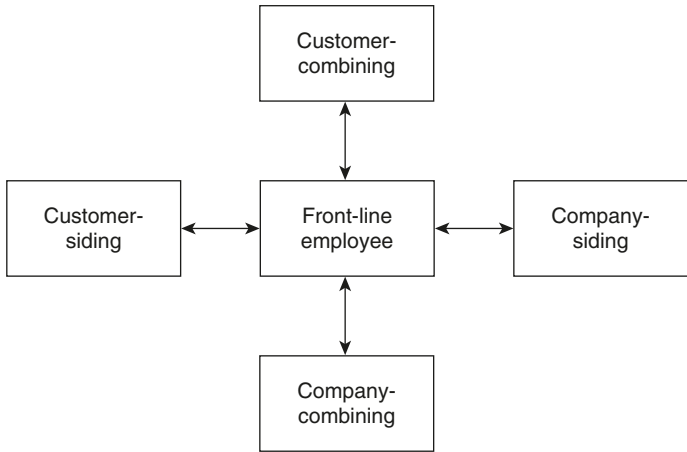 Customer-
combining
Customer-
siding
Front-line
employee
Company-
siding
Company-
combining